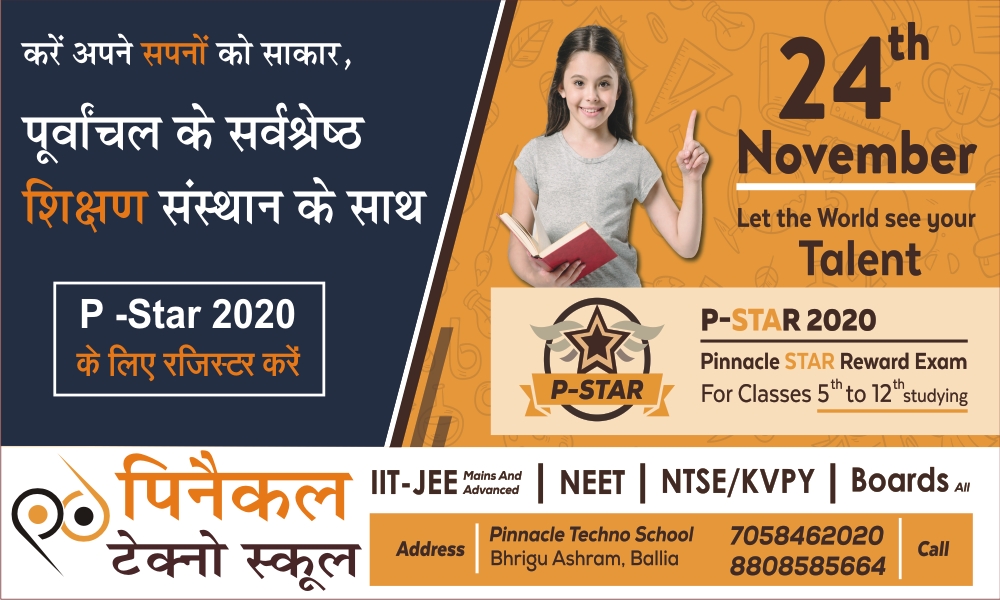 करें अपने सपनों को साकार,
पूर्वांचल के सर्वश्रेष्ठ
शिक्षण संस्थान के साथ
P -Star 2020
के लिए रजिस्टर करें
24th
November
Let the World see your
Talent
P-STAR
P-STAR 2020
Pinnacle STAR Reward Exam
For Classes 5th to 12th studying
पिनैकल
टेक्नो स्कूल
IIT-JEE Mains And Advanced | NEET | NTSE/KVPY | Boards All
Address
Pinnacle Techno School
Bhrigu Ashram, Ballia
7058462020
8808585664
Call